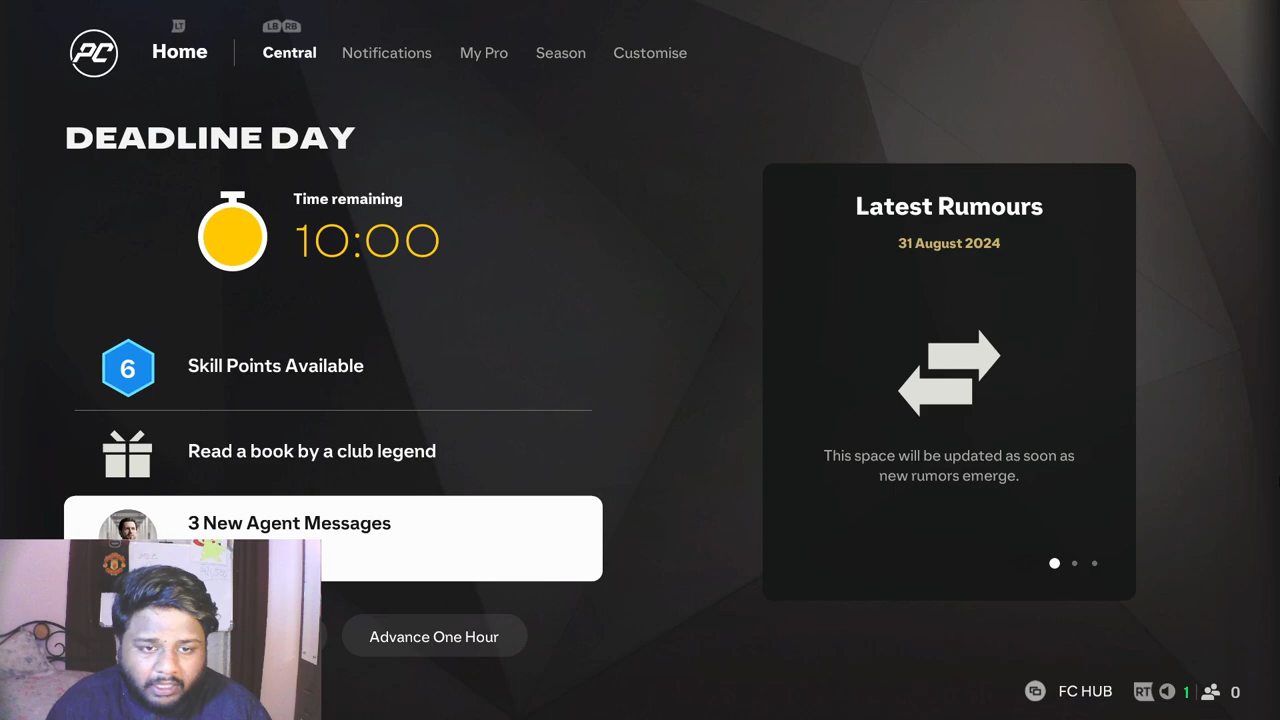 LT
LB RB
PC
Home
Central
Notifications
My Pro
Season
Customise
DEADLINE DAY
Time remaining
10:00
6
Skill Points Available
Read a book by a club legend
3 New Agent Messages
Advance One Hour
Latest Rumours
31 August 2024
This space will be updated as soon as
new rumors emerge.
FC HUB
RT
1
0